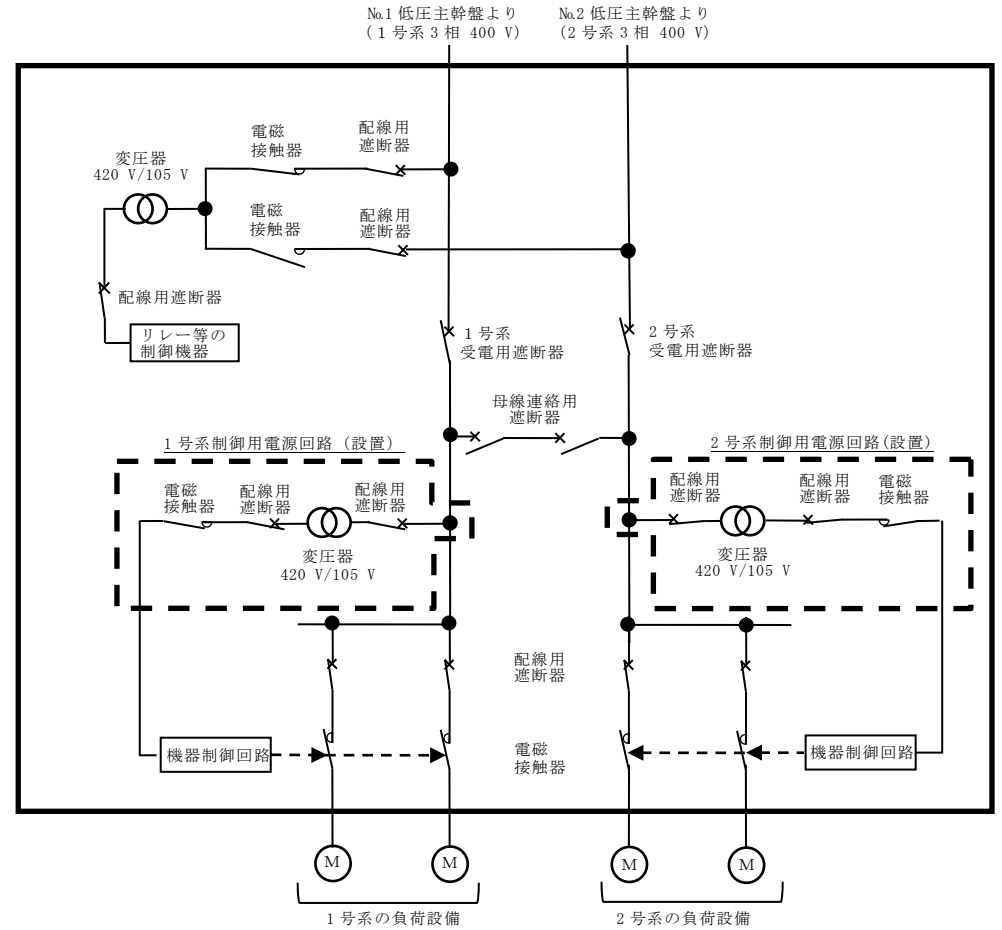 №1 低圧主幹盤より
(１号系３相 400 V)
№2 低圧主幹盤より
(２号系３相 400 V)
電磁
接触器
配線用
遮断器
変圧器
420 V/105 V
電磁
接触器
配線用
遮断器
配線用遮断器
リレー等の
制御機器
１号系
受電用遮断器
２号系
受電用遮断器
母線連絡用
遮断器
１号系制御用電源回路（設置）
２号系制御用電源回路(設置)
電磁
接触器
配線用
遮断器
配線用
遮断器
変圧器
420 V/105 V
配線用
遮断器
配線用
遮断器
電磁
接触器
変圧器
420 V/105 V
配線用
遮断器
機器制御回路
電磁
接触器
機器制御回路
M
M
M
M
１号系の負荷設備
２号系の負荷設備